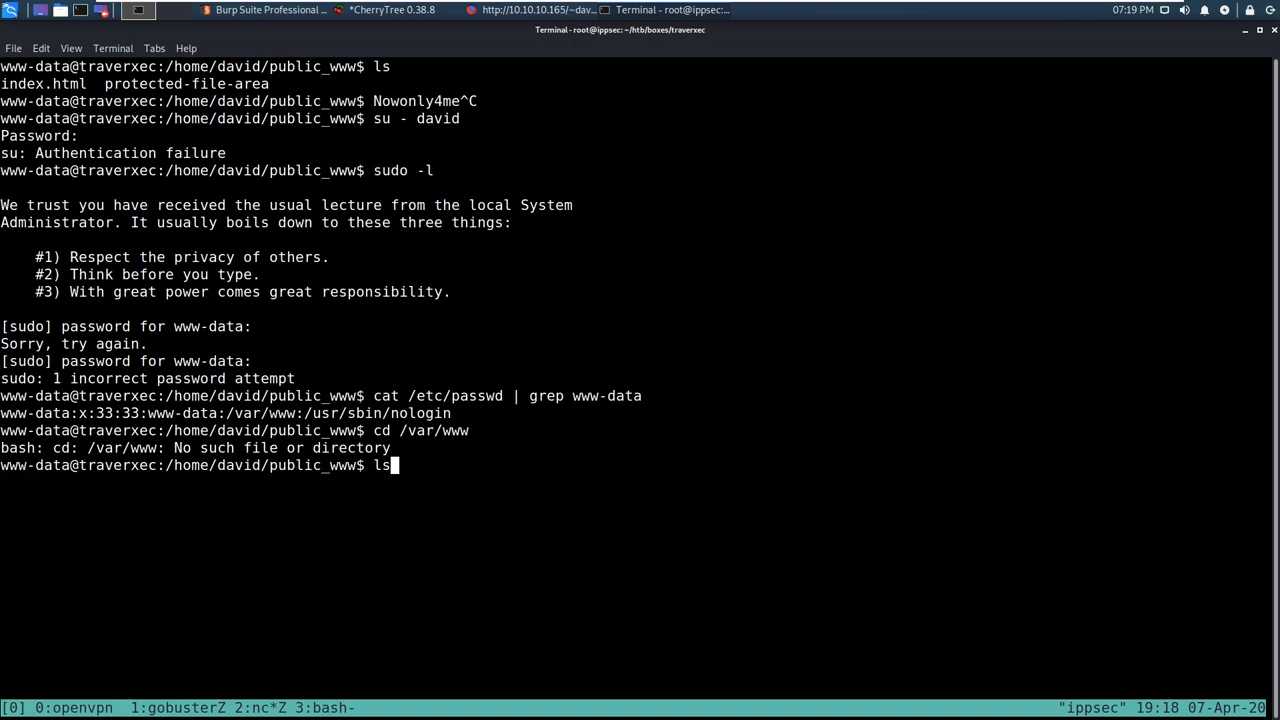 Burp Suite Professional ... *CherryTree 0.38.8 http://10.10.10.165/~dav... Terminal - root@ippsec:... 07:19 PM
Terminal - root@ippsec: ~/htb/boxes/traverxec
File Edit View Terminal Tabs Help
www-data@traverxec:/home/david/public_www$ ls
index.html  protected-file-area
www-data@traverxec:/home/david/public_www$ Nowonly4me^C
www-data@traverxec:/home/david/public_www$ su - david
Password:
su: Authentication failure
www-data@traverxec:/home/david/public_www$ sudo -l
We trust you have received the usual lecture from the local System
Administrator. It usually boils down to these three things:
#1) Respect the privacy of others.
#2) Think before you type.
#3) With great power comes great responsibility.
[sudo] password for www-data:
Sorry, try again.
[sudo] password for www-data:
sudo: 1 incorrect password attempt
www-data@traverxec:/home/david/public_www$ cat /etc/passwd | grep www-data
www-data:x:33:33:www-data:/var/www:/usr/sbin/nologin
www-data@traverxec:/home/david/public_www$ cd /var/www
bash: cd: /var/www: No such file or directory
www-data@traverxec:/home/david/public_www$ ls
[0] 0:openvpn  1:gobusterZ 2:nc*Z 3:bash- "ippsec" 19:18 07-Apr-20